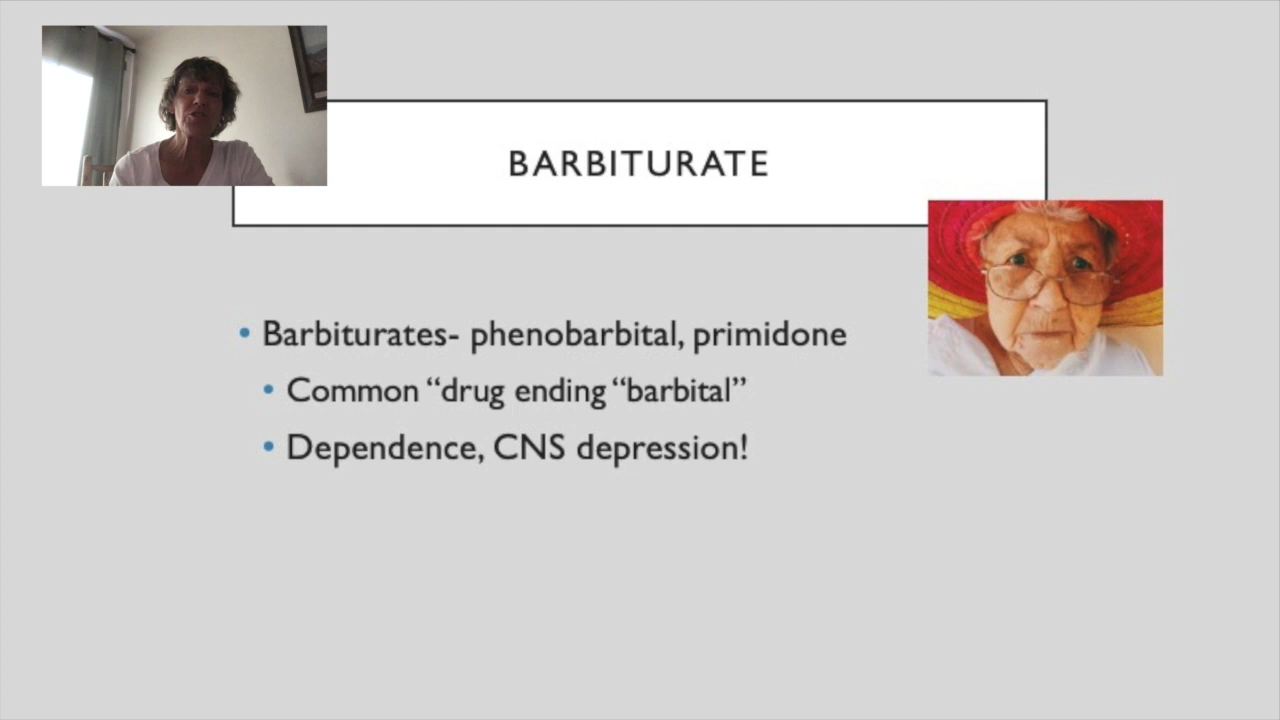 BARBITURATE
• Barbiturates- phenobarbital, primidone
• Common “drug ending “barbital”
• Dependence, CNS depression!